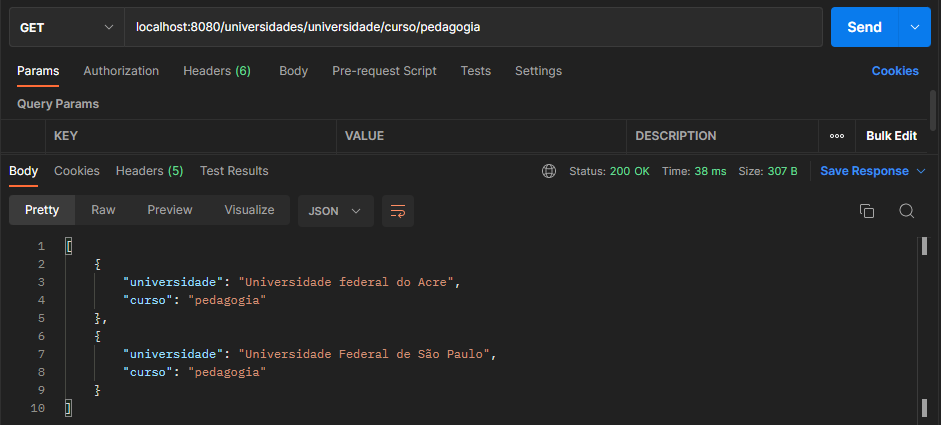 GET localhost:8080/universidades/universidade/curso/pedagogia Send
Params Authorization Headers (6) Body Pre-request Script Tests Settings Cookies
Query Params
KEY VALUE DESCRIPTION ooo Bulk Edit
Body Cookies Headers (5) Test Results Status: 200 OK Time: 38 ms Size: 307 B Save Response
Pretty Raw Preview Visualize JSON
1 [
2 {
3 "universidade": "Universidade federal do Acre",
4 "curso": "pedagogia"
5 },
6 {
7 "universidade": "Universidade Federal de São Paulo",
8 "curso": "pedagogia"
9 }
10 ]